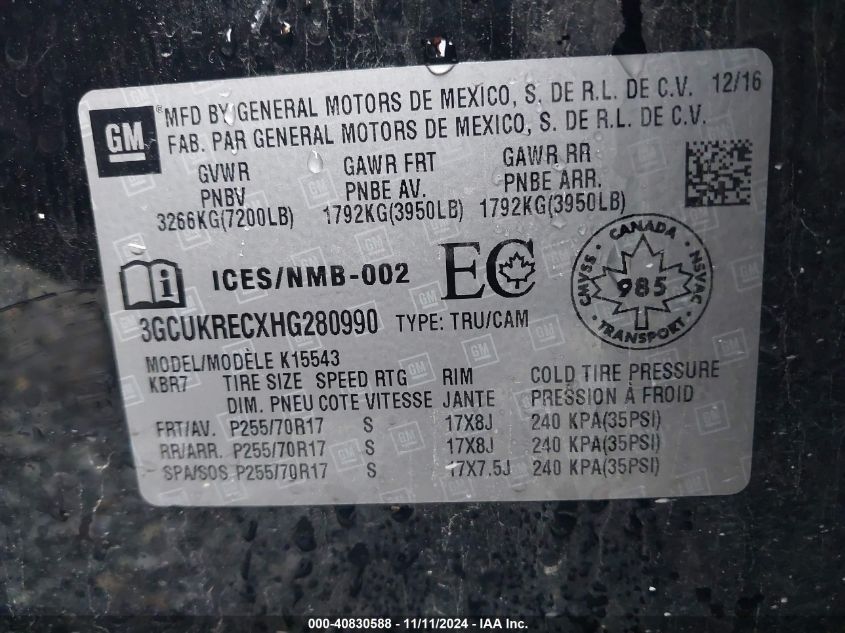 GM
® MFD BY GENERAL MOTORS DE MEXICO, S. DE R.L. DE C.V. 12/16
FAB. PAR GENERAL MOTORS DE MEXICO, S. DE R.L. DE C.V.
GVWR GAWR FRT GAWR RR
PNBV PNBE AV. PNBE ARR.
3266KG(7200LB) 1792KG(3950LB) 1792KG(3950LB)
i ICES/NMB-002 EC
CANADA
CMVSS 985 NSVAC
TRANSPORT
3GCUKRECXHG280990 TYPE: TRU/CAM
MODEL/MODÈLE K15543
KBR7 TIRE SIZE SPEED RTG RIM COLD TIRE PRESSURE
DIM. PNEU COTE VITESSE JANTE PRESSION À FROID
FRT/AV. P255/70R17 S 17X8J 240 KPA(35PSI)
RR/ARR. P255/70R17 S 17X8J 240 KPA(35PSI)
SPA/SOS P255/70R17 S 17X7.5J 240 KPA(35PSI)
000-40830588 - 11/11/2024 - IAA Inc.